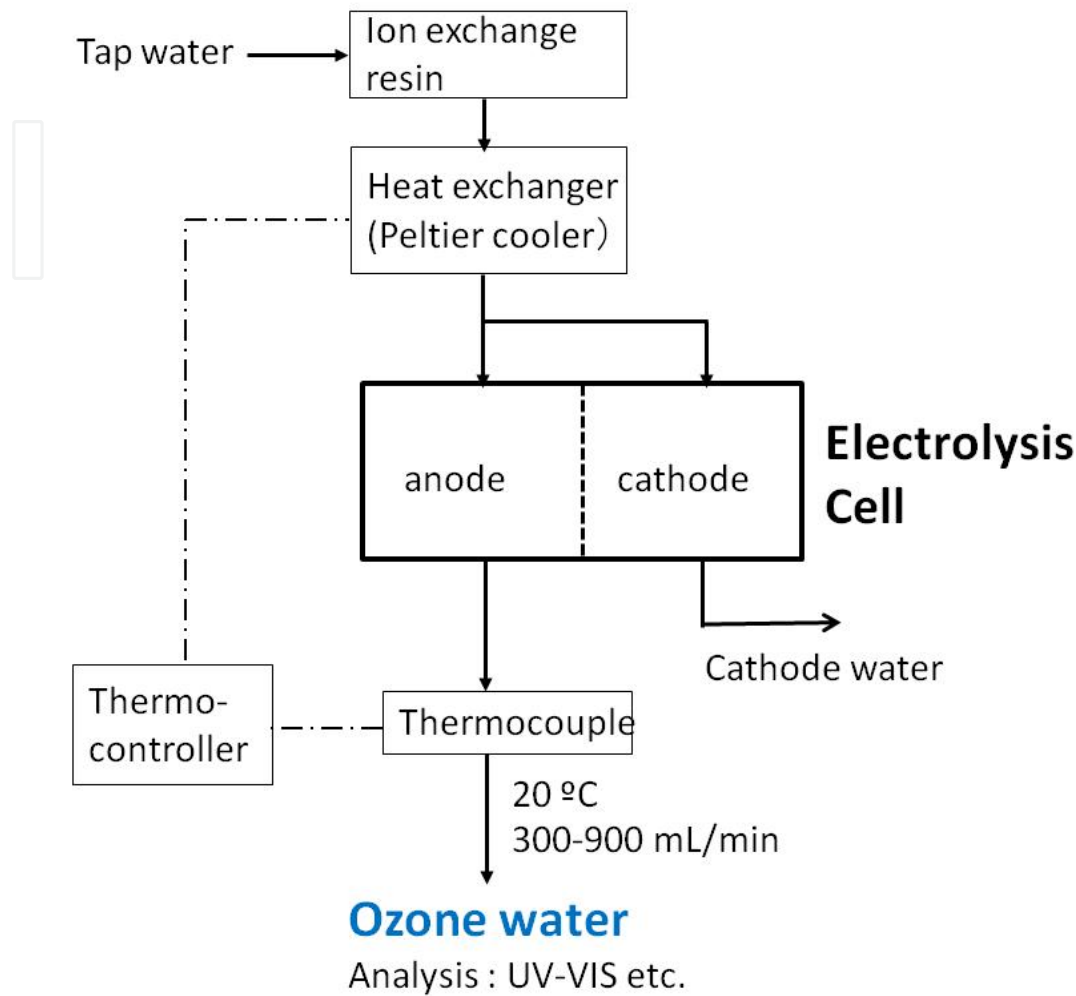 Tap water
Ion exchange
resin
Heat exchanger
(Peltier cooler）
anode
cathode
Electrolysis
Cell
Cathode water
Thermo-
controller
Thermocouple
20 ºC
300-900 mL/min
Ozone water
Analysis : UV-VIS etc.